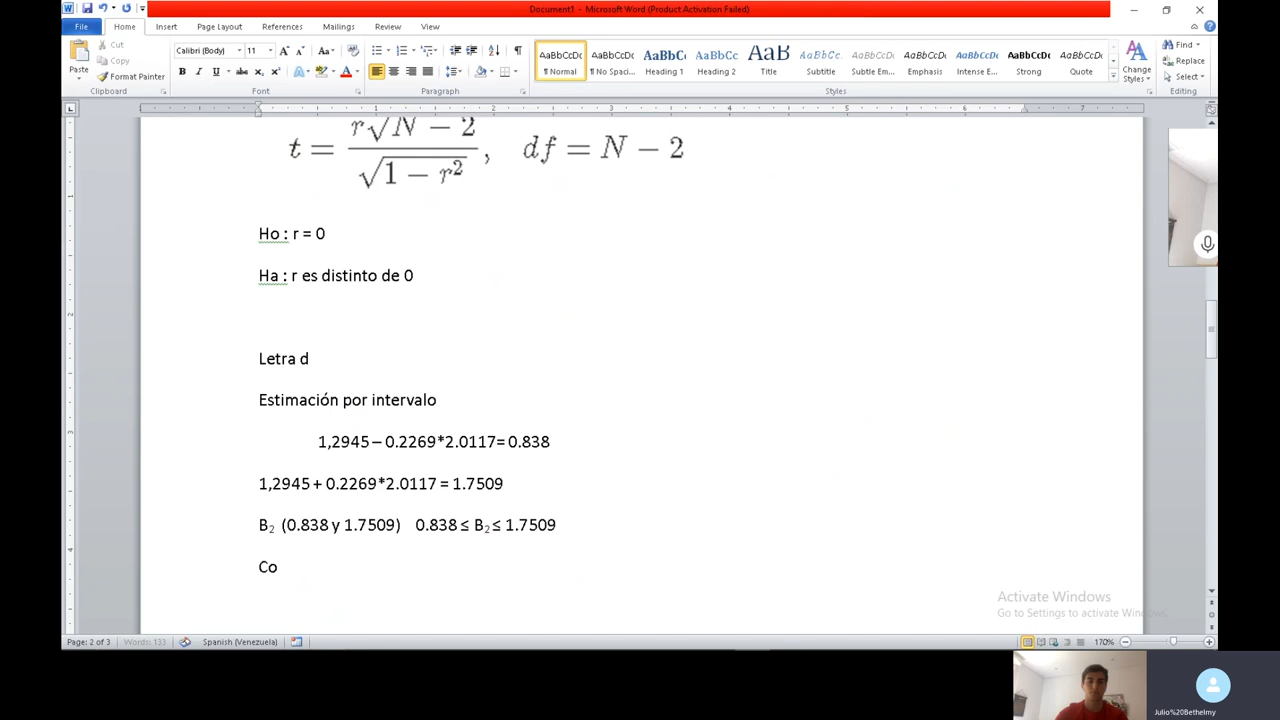 Document1 - Microsoft Word (Product Activation Failed)
File Home Insert Page Layout References Mailings Review View
Cut
Copy
Format Painter
Paste
Clipboard
Calibri (Body) 11
Font
Paragraph
AaBbCcDc AaBbCcDc AaBbCc AaBbCc AaB AaBbCc. AaBbCcDc AaBbCcDc AaBbCcDc AaBbCcDc AaBbCcDc
¶ Normal ¶ No Spaci... Heading 1 Heading 2 Title Subtitle Subtle Em... Emphasis Intense E... Strong Quote
Styles
Change Styles
Find
Replace
Select
Editing
t = r√N − 2 / √1 − r², df = N − 2
Ho : r = 0
Ha : r es distinto de 0
Letra d
Estimación por intervalo
1,2945 – 0.2269*2.0117= 0.838
1,2945 + 0.2269*2.0117 = 1.7509
B₂ (0.838 y 1.7509) 0.838 ≤ B₂ ≤ 1.7509
Co
Activate Windows
Go to Settings to activate Windows.
Page: 2 of 3 Words: 133 Spanish (Venezuela) 170%
Julio%20Bethelmy